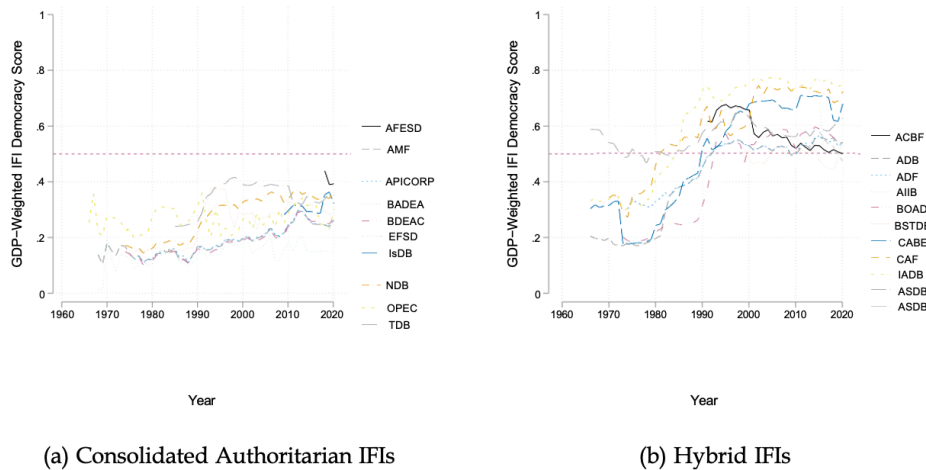 GDP-Weighted IFI Democracy Score
1
.8
.6
.4
.2
0
1960 1970 1980 1990 2000 2010 2020
Year
AFESD
AMF
APICORP
BADEA
BDEAC
EFSD
IsDB
NDB
OPEC
TDB
(a) Consolidated Authoritarian IFIs
GDP-Weighted IFI Democracy Score
1
.8
.6
.4
.2
0
1960 1970 1980 1990 2000 2010 2020
Year
ACBF
ADB
ADF
AIIB
BOAD
BSTDB
CABE
CAF
IADB
ASDB
ASDB
(b) Hybrid IFIs